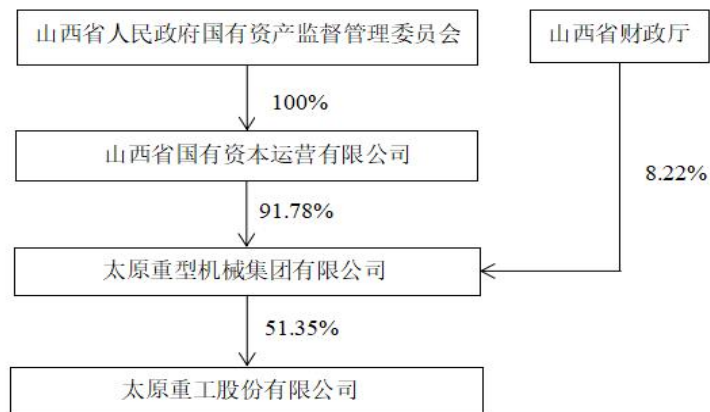 山西省人民政府国有资产监督管理委员会
山西省财政厅
100%
山西省国有资本运营有限公司
8.22%
91.78%
太原重型机械集团有限公司
51.35%
太原重工股份有限公司